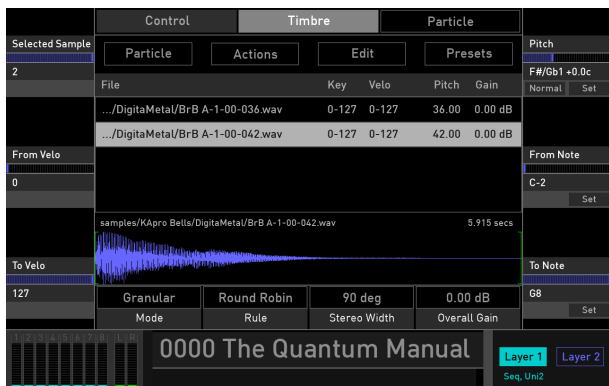 Control Timbre Particle
Selected Sample Particle Actions Edit Presets Pitch
2 F#/Gb1 +0.0c
File Key Velo Pitch Gain Normal Set
.../DigitaMetal/BrB A-1-00-036.wav 0-127 0-127 36.00 0.00 dB
.../DigitaMetal/BrB A-1-00-042.wav 0-127 0-127 42.00 0.00 dB
From Velo From Note
0 C-2
Set
samples/KApro Bells/DigitaMetal/BrB A-1-00-042.wav 5.915 secs
To Velo To Note
127 Granular Round Robin 90 deg 0.00 dB G8
Mode Rule Stereo Width Overall Gain Set
1 2 3 4 5 6 7 8 L R
0000 The Quantum Manual
Layer 1 Layer 2
Seq, Uni2